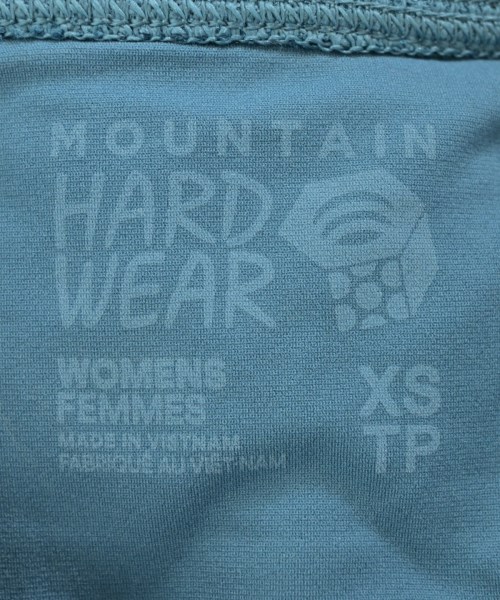 MOUNTAIN
HARD
WEAR
WOMENS
FEMMES
MADE IN VIETNAM
FABRIQUÉ AU VIET-NAM
XS
TP